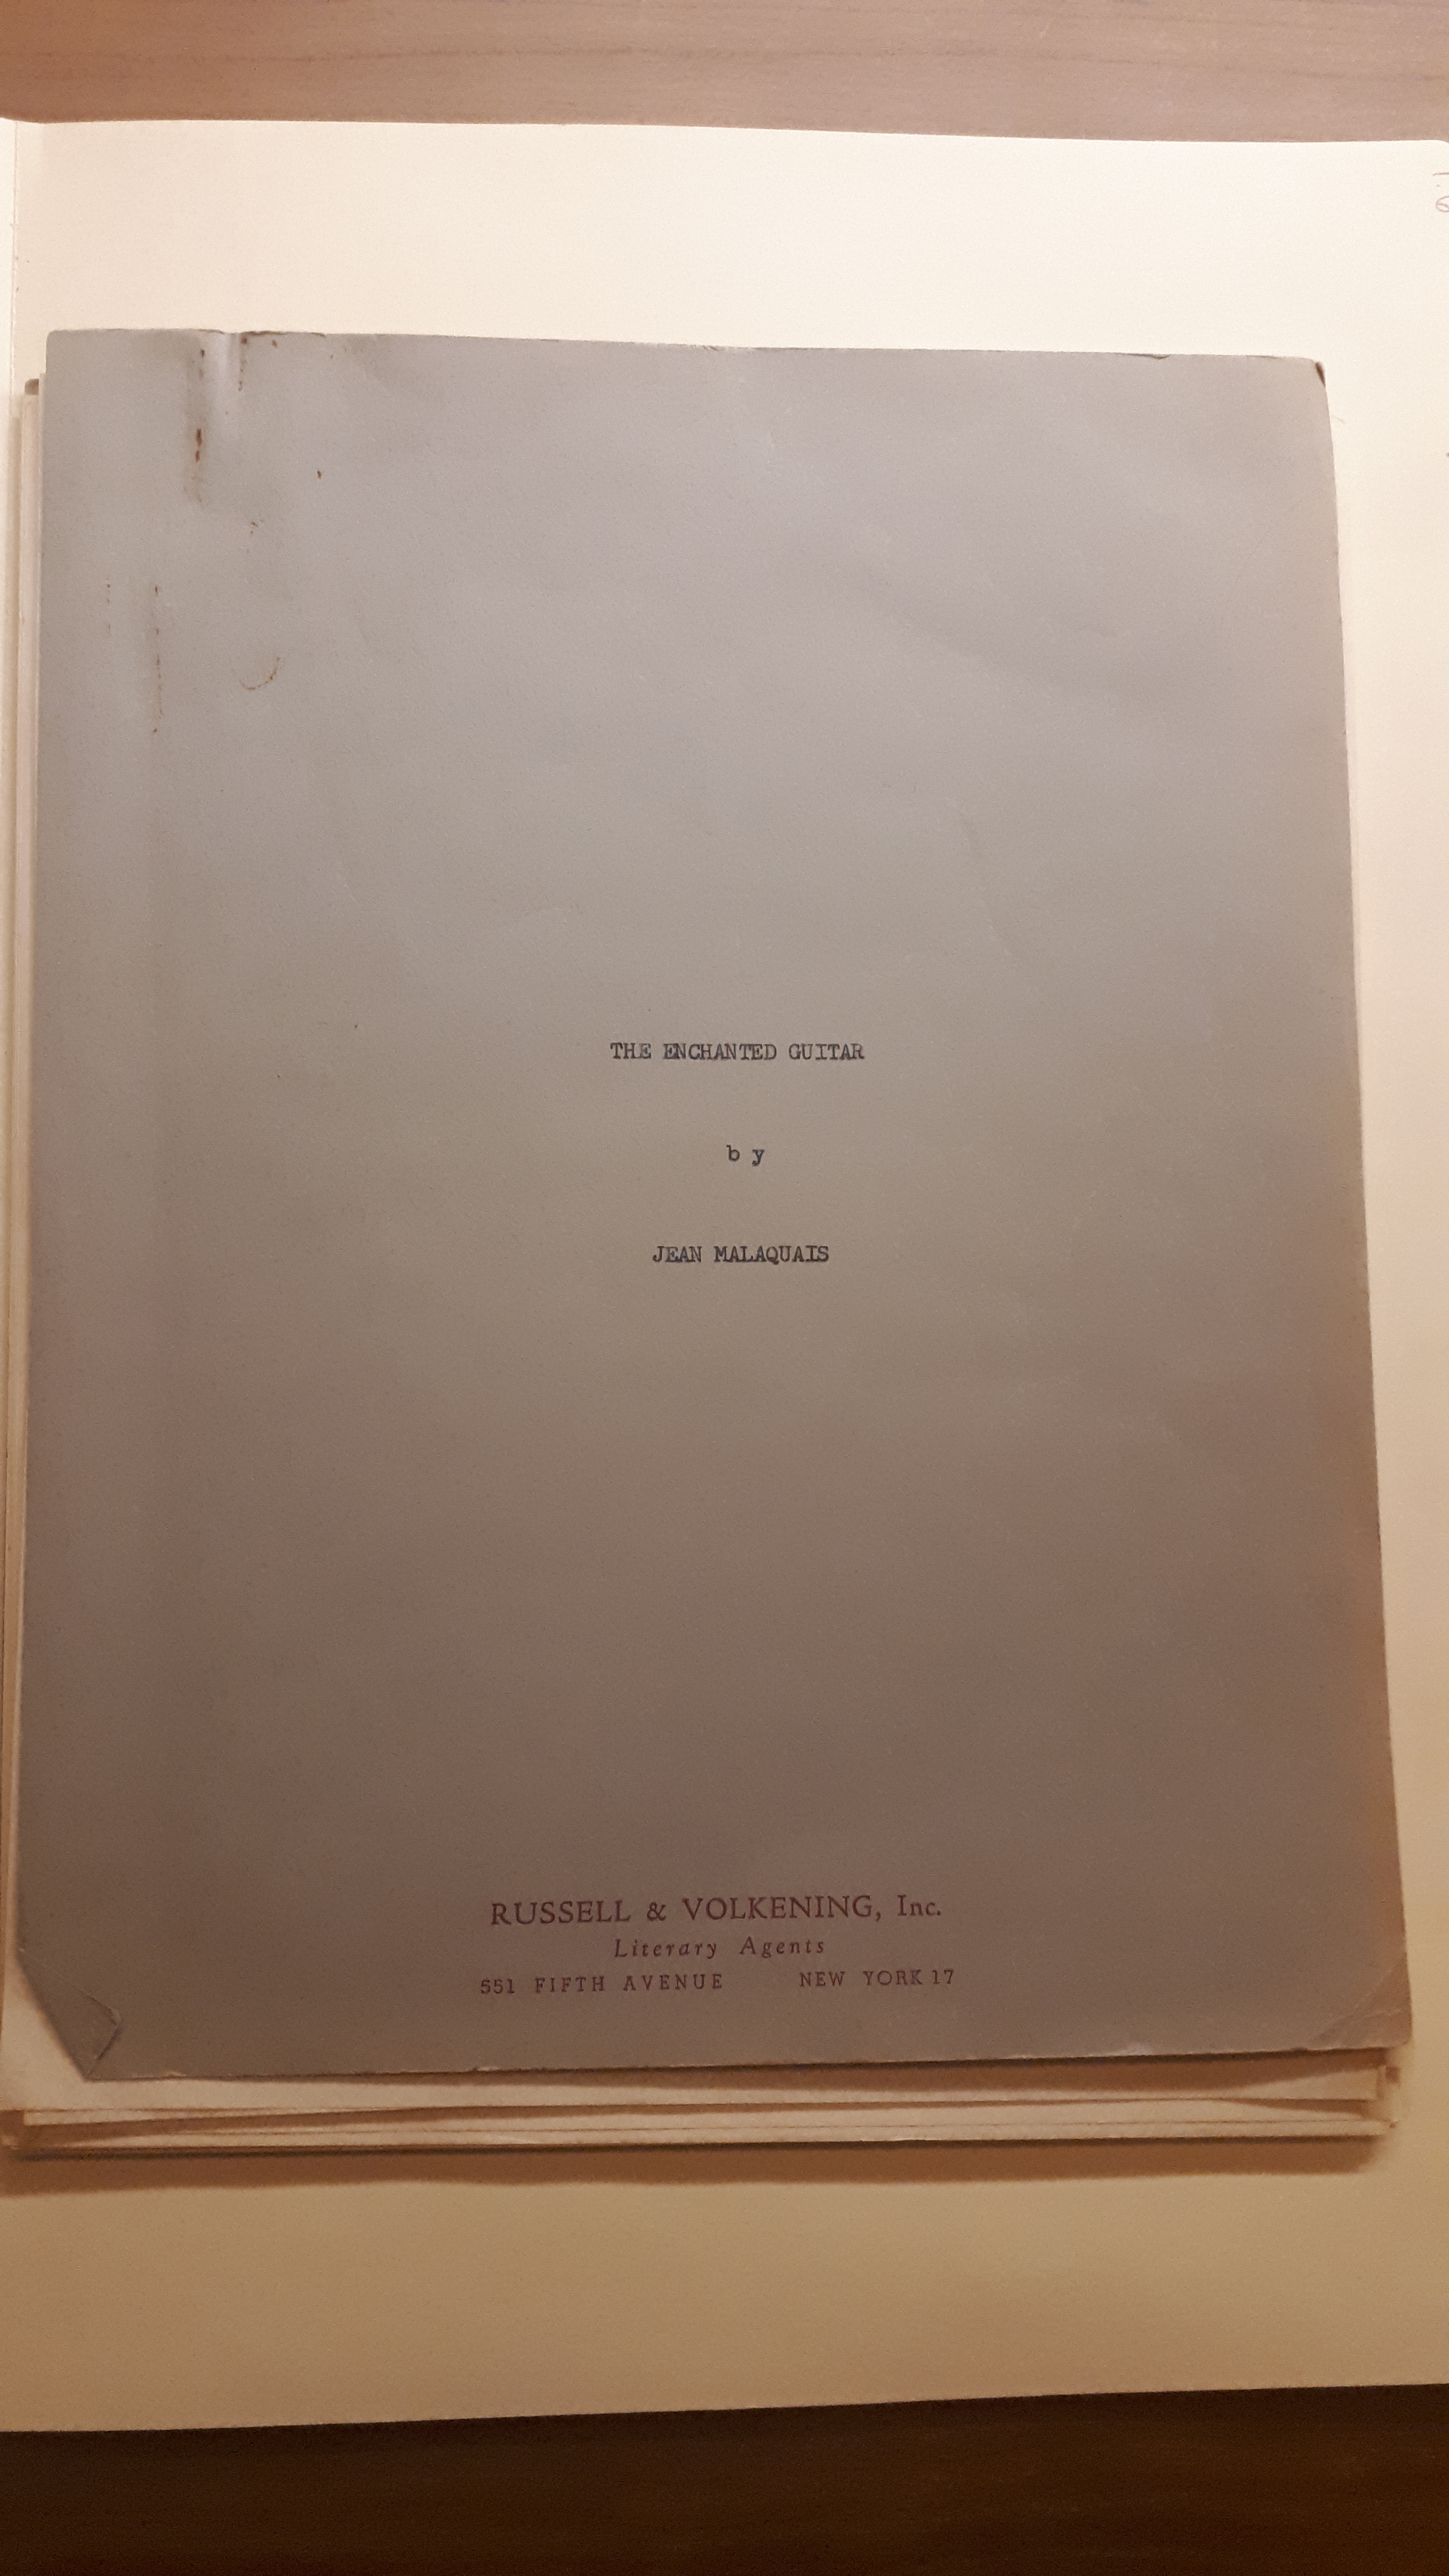 THE ENCHANTED GUITAR
b y
JEAN MALAQUAIS
RUSSELL & VOLKENING, Inc.
Literary Agents
551 FIFTH AVENUE NEW YORK 17